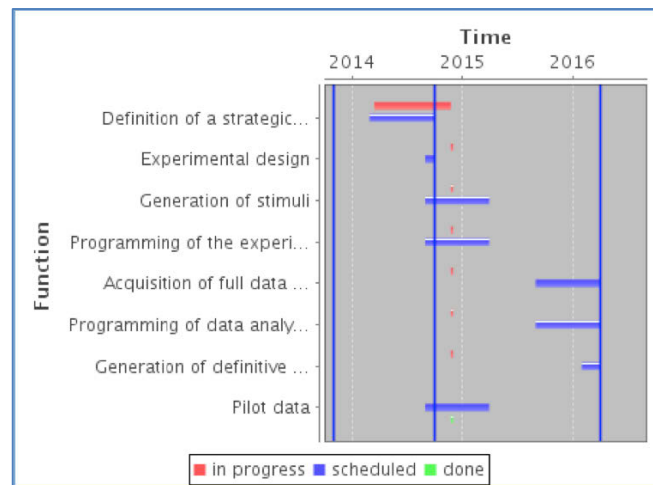 Time
2014 2015 2016
Function
Definition of a strategic...
Experimental design
Generation of stimuli
Programming of the experi...
Acquisition of full data ...
Programming of data analy...
Generation of definitive ...
Pilot data
in progress scheduled done